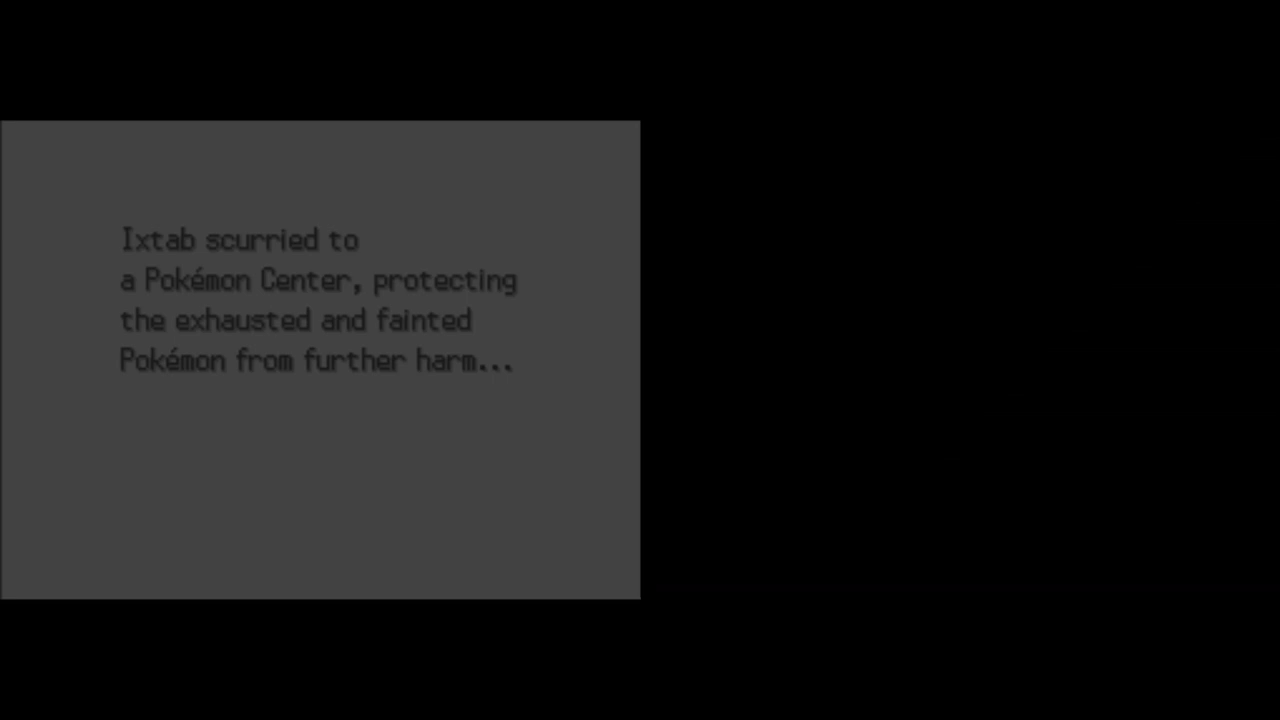 Ixtab scurried to
a Pokémon Center, protecting
the exhausted and fainted
Pokémon from further harm...